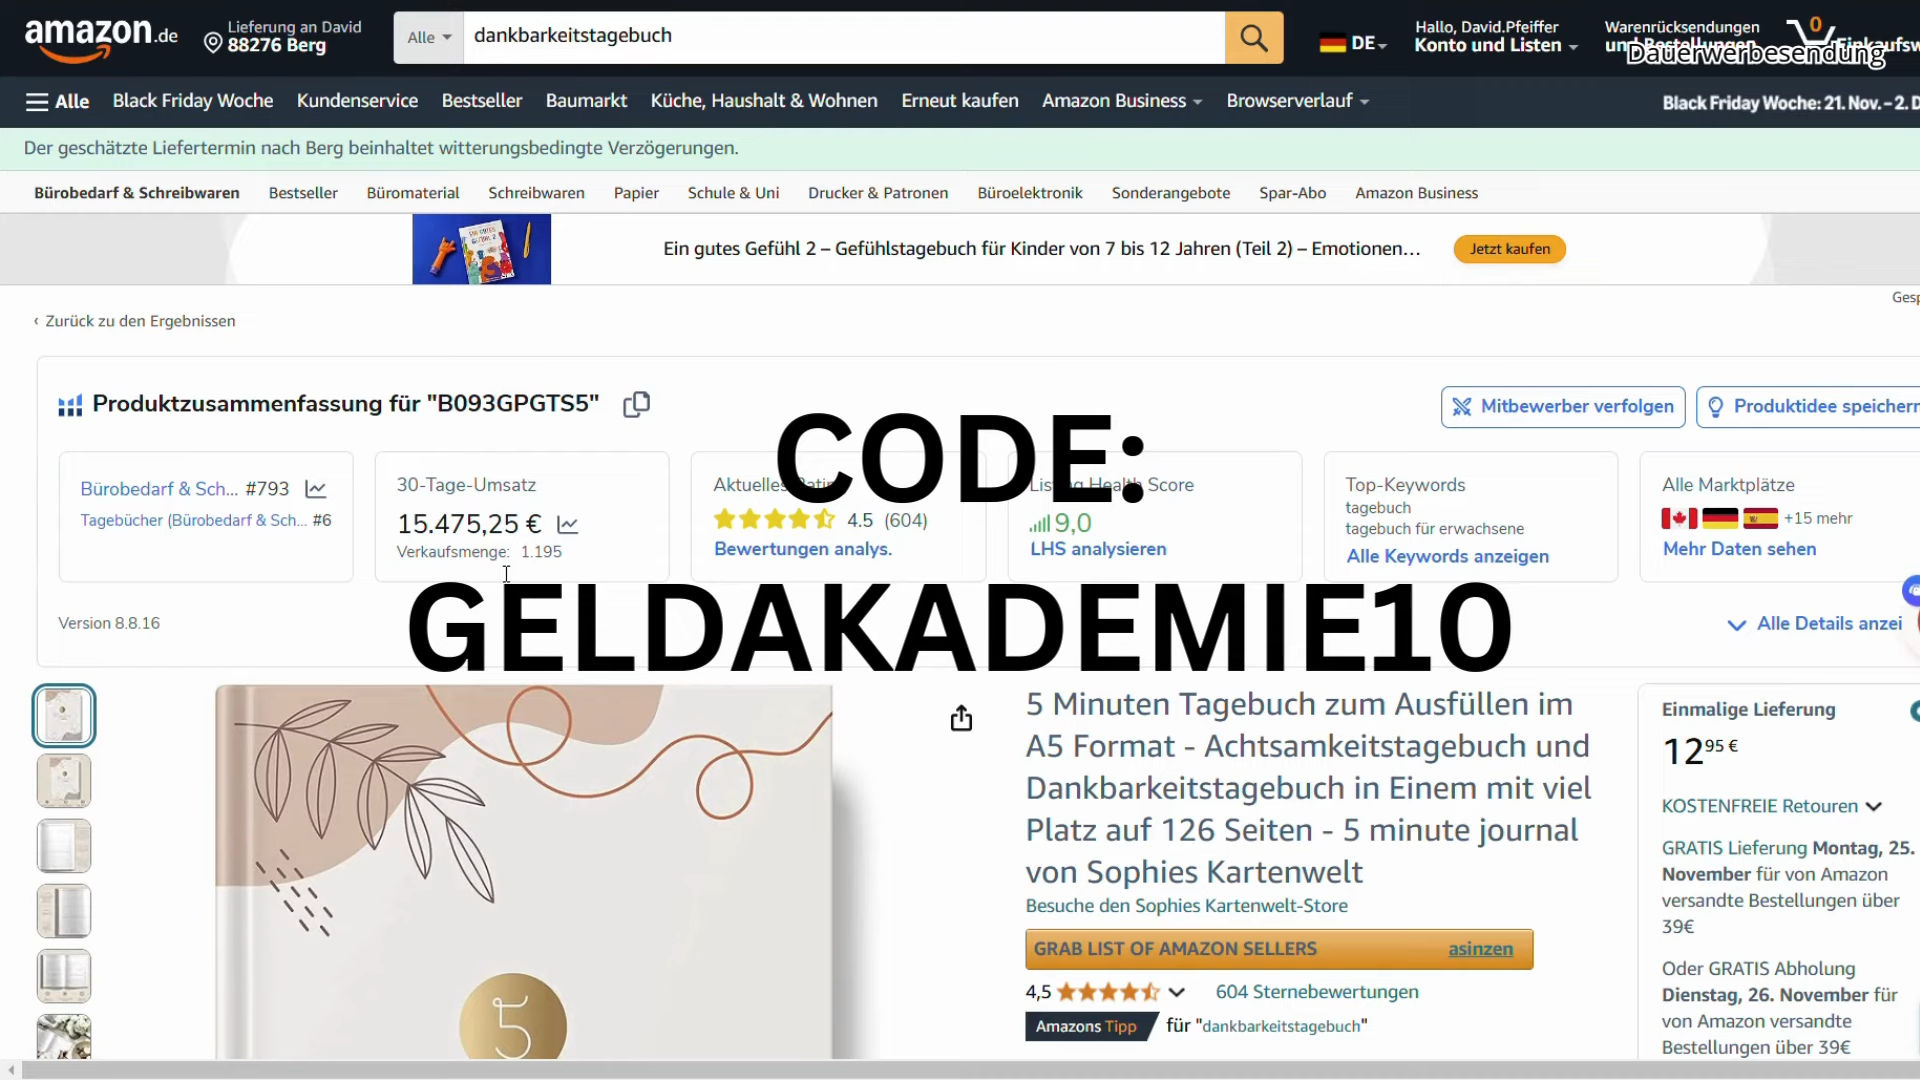 amazon.de
Lieferung an David
88276 Berg
Alle
dankbarkeitstagebuch
DE
Hallo, David.Pfeiffer
Konto und Listen
Warenrücksendungen
und Bestellungen
0
Einkaufsw
Dauerwerbesendung
Alle
Black Friday Woche
Kundenservice
Bestseller
Baumarkt
Küche, Haushalt & Wohnen
Erneut kaufen
Amazon Business
Browserverlauf
Black Friday Woche: 21. Nov. – 2. D
Der geschätzte Liefertermin nach Berg beinhaltet witterungsbedingte Verzögerungen.
Bürobedarf & Schreibwaren
Bestseller
Büromaterial
Schreibwaren
Papier
Schule & Uni
Drucker & Patronen
Büroelektronik
Sonderangebote
Spar-Abo
Amazon Business
Ein gutes Gefühl 2 – Gefühlstagebuch für Kinder von 7 bis 12 Jahren (Teil 2) – Emotionen...
Jetzt kaufen
Gesp
‹ Zurück zu den Ergebnissen
Produktzusammenfassung für "B093GPGTS5"
Mitbewerber verfolgen
Produktidee speichern
CODE:
GELDAKADEMIE10
Bürobedarf & Sch... #793
Tagebücher (Bürobedarf & Sch... #6
30-Tage-Umsatz
15.475,25 €
Verkaufsmenge: 1.195
Aktuelles Rating
4.5 (604)
Bewertungen analys.
Listing Health Score
9,0
LHS analysieren
Top-Keywords
tagebuch
tagebuch für erwachsene
Alle Keywords anzeigen
Alle Marktplätze
+15 mehr
Mehr Daten sehen
Version 8.8.16
Alle Details anzei
5
5 Minuten Tagebuch zum Ausfüllen im
A5 Format - Achtsamkeitstagebuch und
Dankbarkeitstagebuch in Einem mit viel
Platz auf 126 Seiten - 5 minute journal
von Sophies Kartenwelt
Besuche den Sophies Kartenwelt-Store
GRAB LIST OF AMAZON SELLERS
asinzen
4,5
604 Sternebewertungen
Amazons Tipp
für "dankbarkeitstagebuch"
Einmalige Lieferung
12 95 €
KOSTENFREIE Retouren
GRATIS Lieferung Montag, 25.
November für von Amazon
versandte Bestellungen über
39€
Oder GRATIS Abholung
Dienstag, 26. November für
von Amazon versandte
Bestellungen über 39€